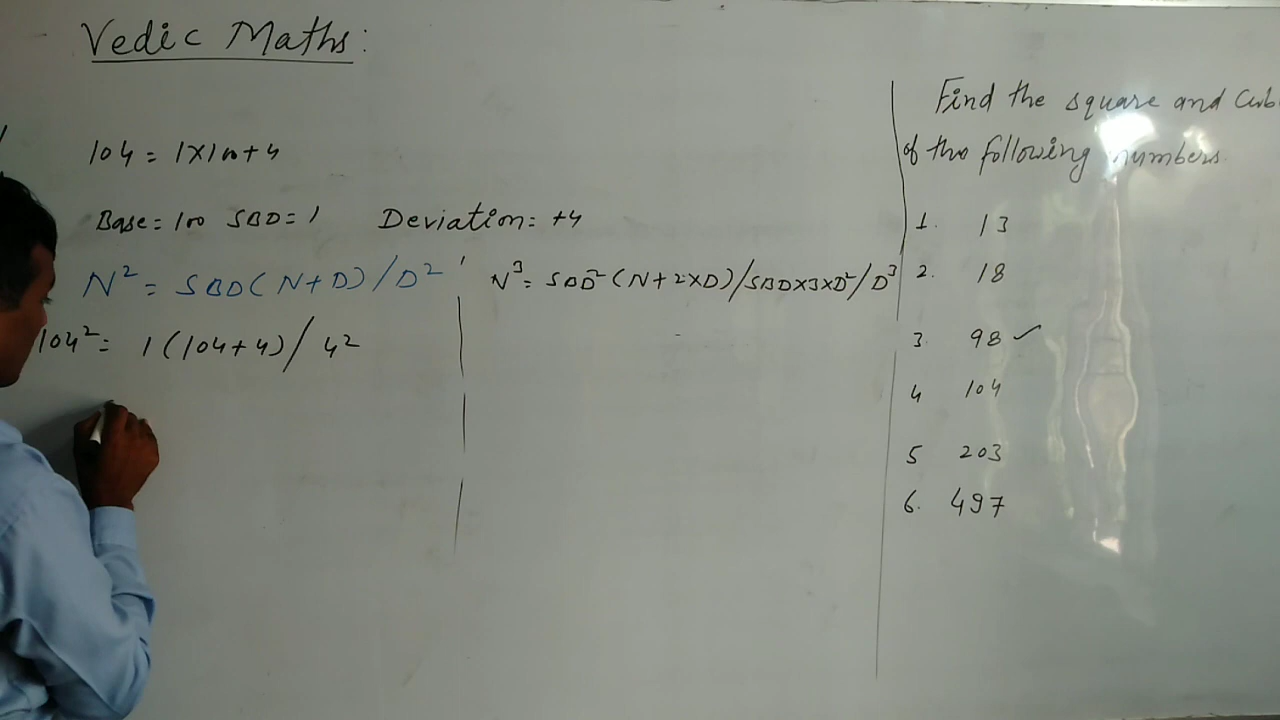 Vedic Maths:
104 = 1×100+4
Base = 100 SBD = 1 Deviation = +4
N² = SBD(N+D)/D²
N³ = SBD²(N+2×D)/SBD×3×D²/D³
104² = 1(104+4)/4²
Find the square and Cub
of the following numbers.
1. 13
2. 18
3. 98 ✓
4 104
5 203
6. 497